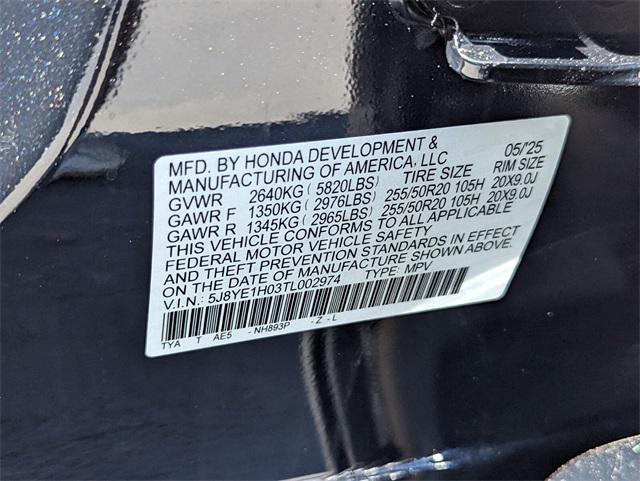 MFD. BY HONDA DEVELOPMENT & 05/'25
MANUFACTURING OF AMERICA, LLC
GVWR 2640KG ( 5820LBS) TIRE SIZE RIM SIZE
GAWR F 1350KG ( 2976LBS) 255/50R20 105H 20X9.0J
GAWR R 1345KG ( 2965LBS) 255/50R20 105H 20X9.0J
THIS VEHICLE CONFORMS TO ALL APPLICABLE
FEDERAL MOTOR VEHICLE SAFETY
AND THEFT PREVENTION STANDARDS IN EFFECT
ON THE DATE OF MANUFACTURE SHOWN ABOVE.
V.I.N.: 5J8YE1H03TL002974 TYPE: MPV
TYA T AE5 - NH893P - Z - L